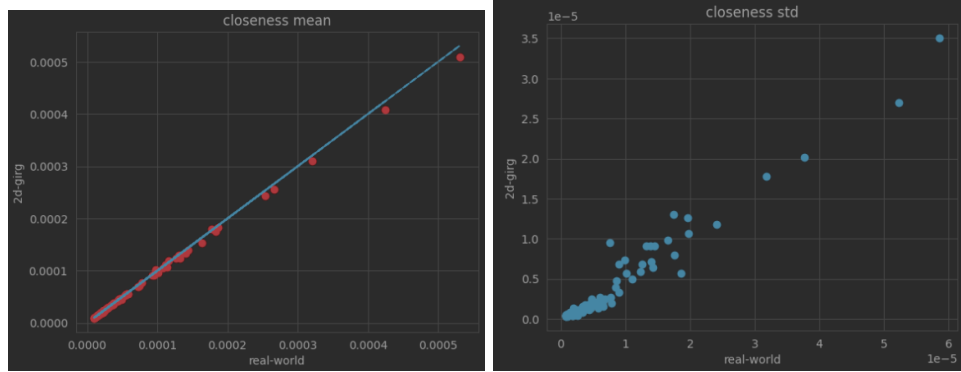 closeness mean
0.0005
0.0004
0.0003
0.0002
0.0001
0.0000
2d-girg
0.0000 0.0001 0.0002 0.0003 0.0004 0.0005
real-world
closeness std
1e−5
3.5
3.0
2.5
2.0
1.5
1.0
0.5
0.0
2d-girg
0 1 2 3 4 5 6
real-world
1e−5